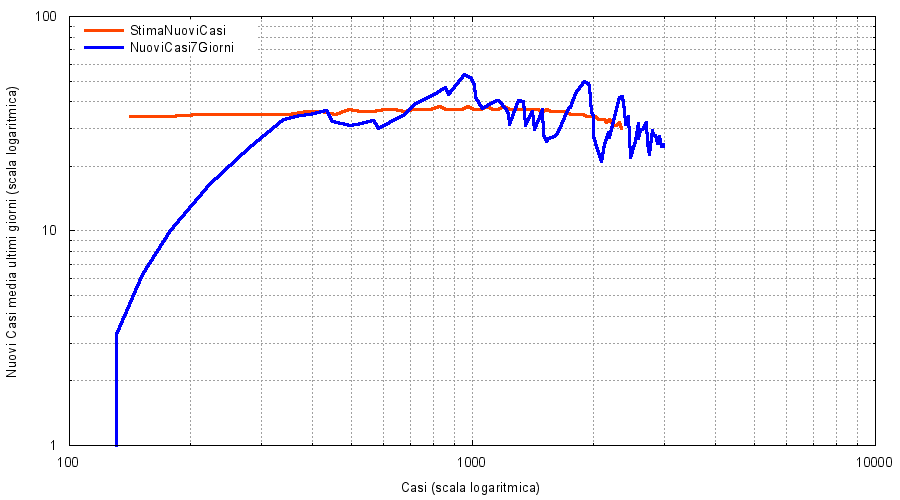 100
StimaNuoviCasi
NuoviCasi7Giorni
Nuovi Casi media ultimi giorni (scala logaritmica)
10
1
100
1000
10000
Casi (scala logaritmica)